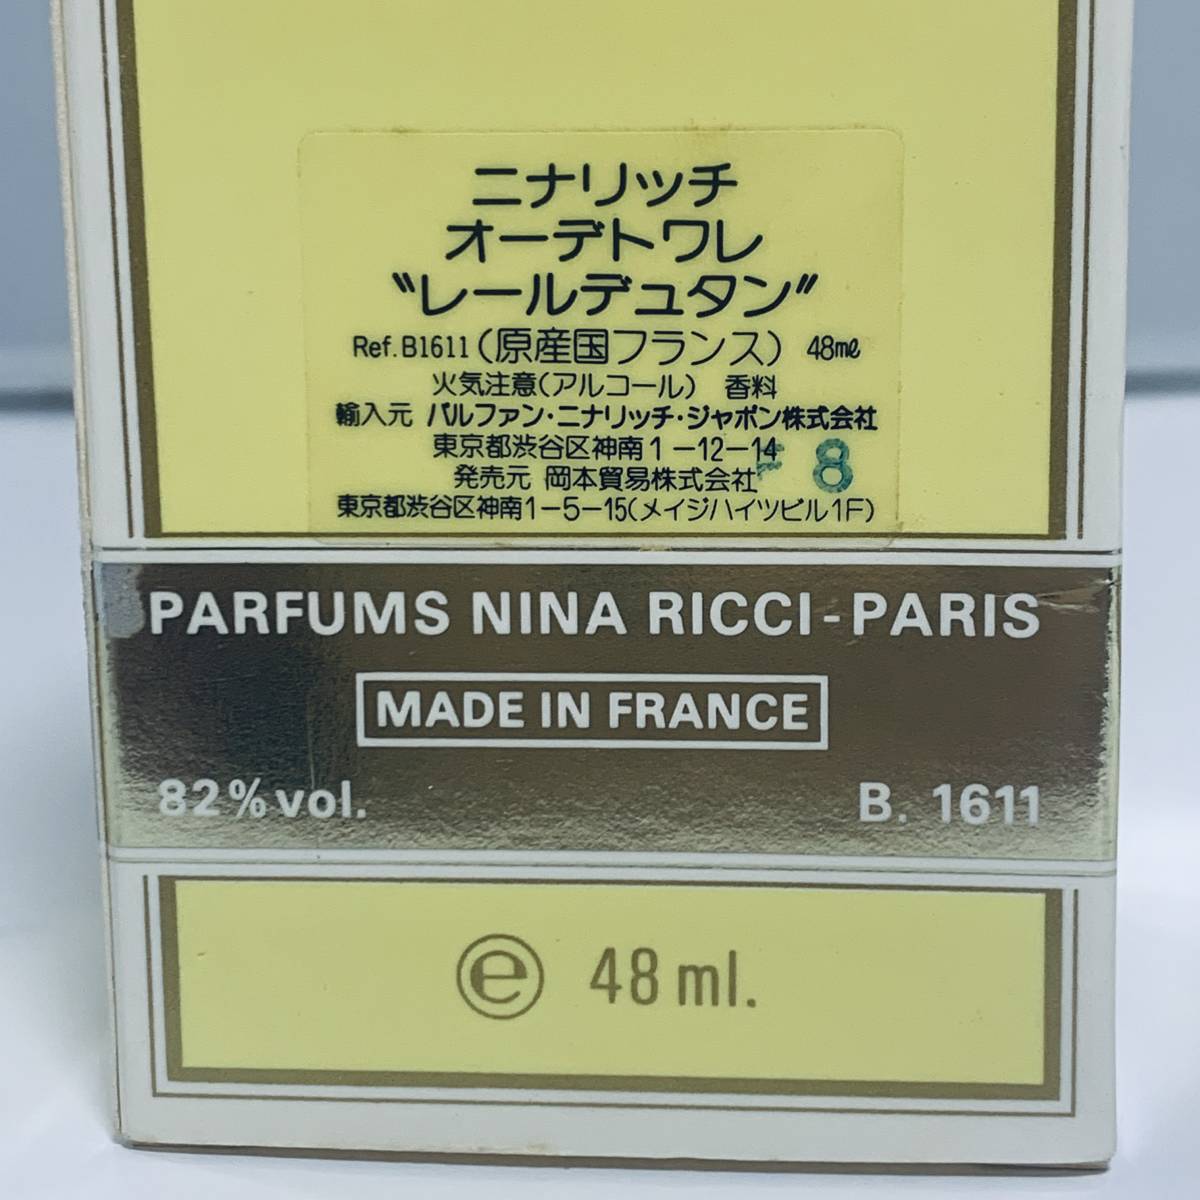 ニナリッチ
オーデトワレ
〝レールデュタン〟
Ref.B1611(原産国フランス) 48mℓ
火気注意(アルコール) 香料
輸入元 パルファン・ニナリッチ・ジャポン株式会社
東京都渋谷区神南1-12-14
発売元 岡本貿易株式会社
F 8
東京都渋谷区神南1-5-15(メイジハイツビル1F)
PARFUMS NINA RICCI-PARIS
MADE IN FRANCE
82% vol. B. 1611
℮ 48 ml.